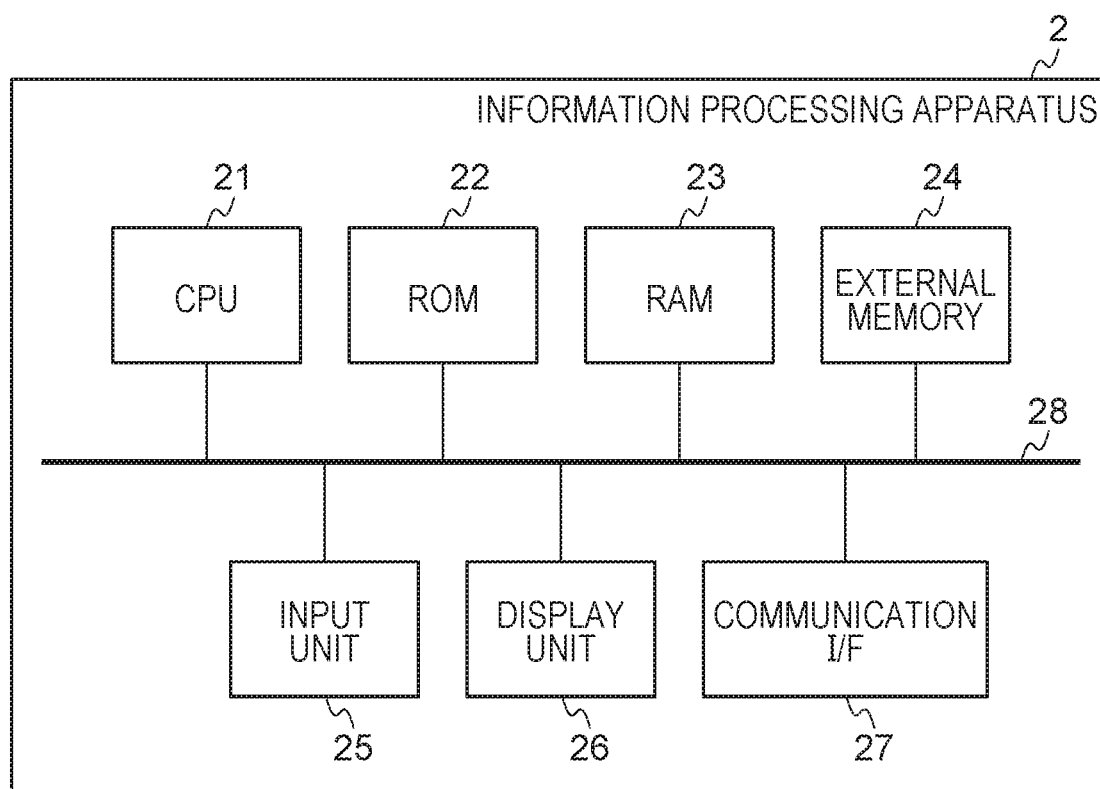 2
INFORMATION PROCESSING APPARATUS
21
22
23
24
CPU
ROM
RAM
EXTERNAL
MEMORY
28
INPUT
UNIT
DISPLAY
UNIT
COMMUNICATION
I/F
25
26
27